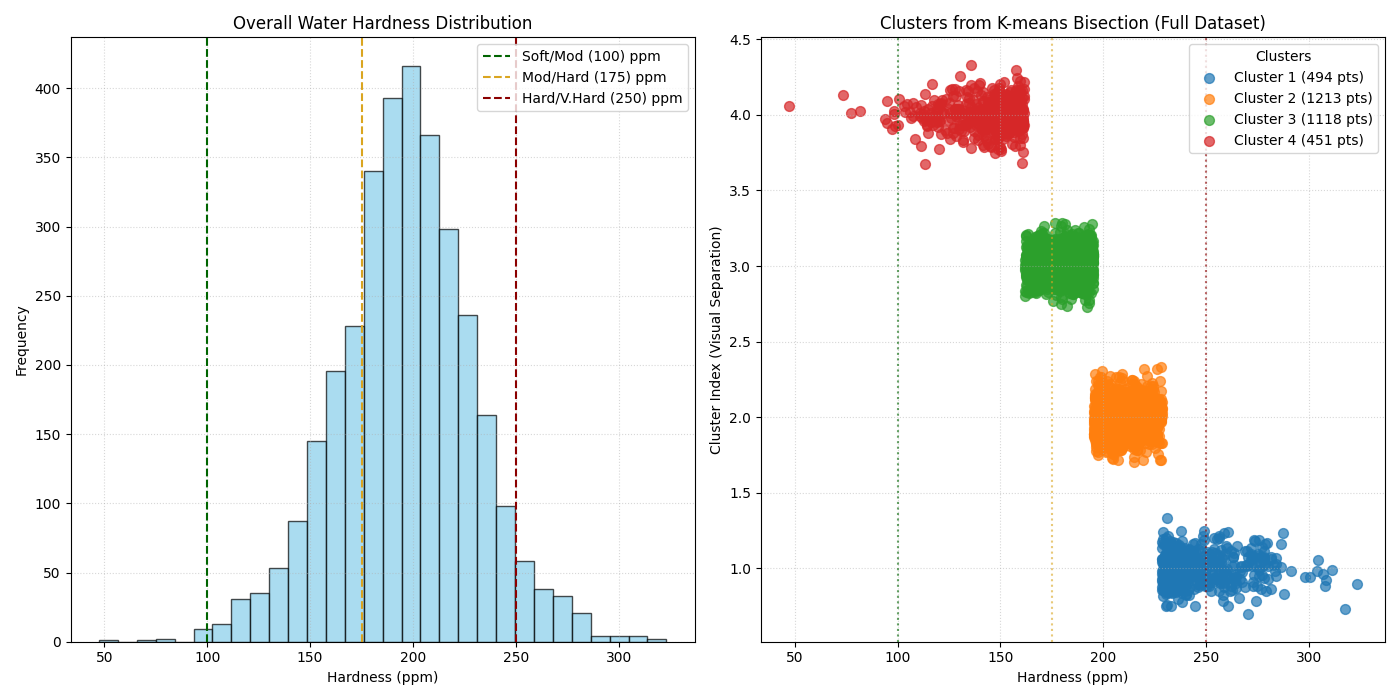 Overall Water Hardness Distribution
Soft/Mod (100) ppm
Mod/Hard (175) ppm
Hard/V.Hard (250) ppm
Frequency
400
350
300
250
200
150
100
50
0
50
100
150
200
250
300
Hardness (ppm)
Clusters from K-means Bisection (Full Dataset)
Clusters
Cluster 1 (494 pts)
Cluster 2 (1213 pts)
Cluster 3 (1118 pts)
Cluster 4 (451 pts)
Cluster Index (Visual Separation)
4.5
4.0
3.5
3.0
2.5
2.0
1.5
1.0
50
100
150
200
250
300
Hardness (ppm)